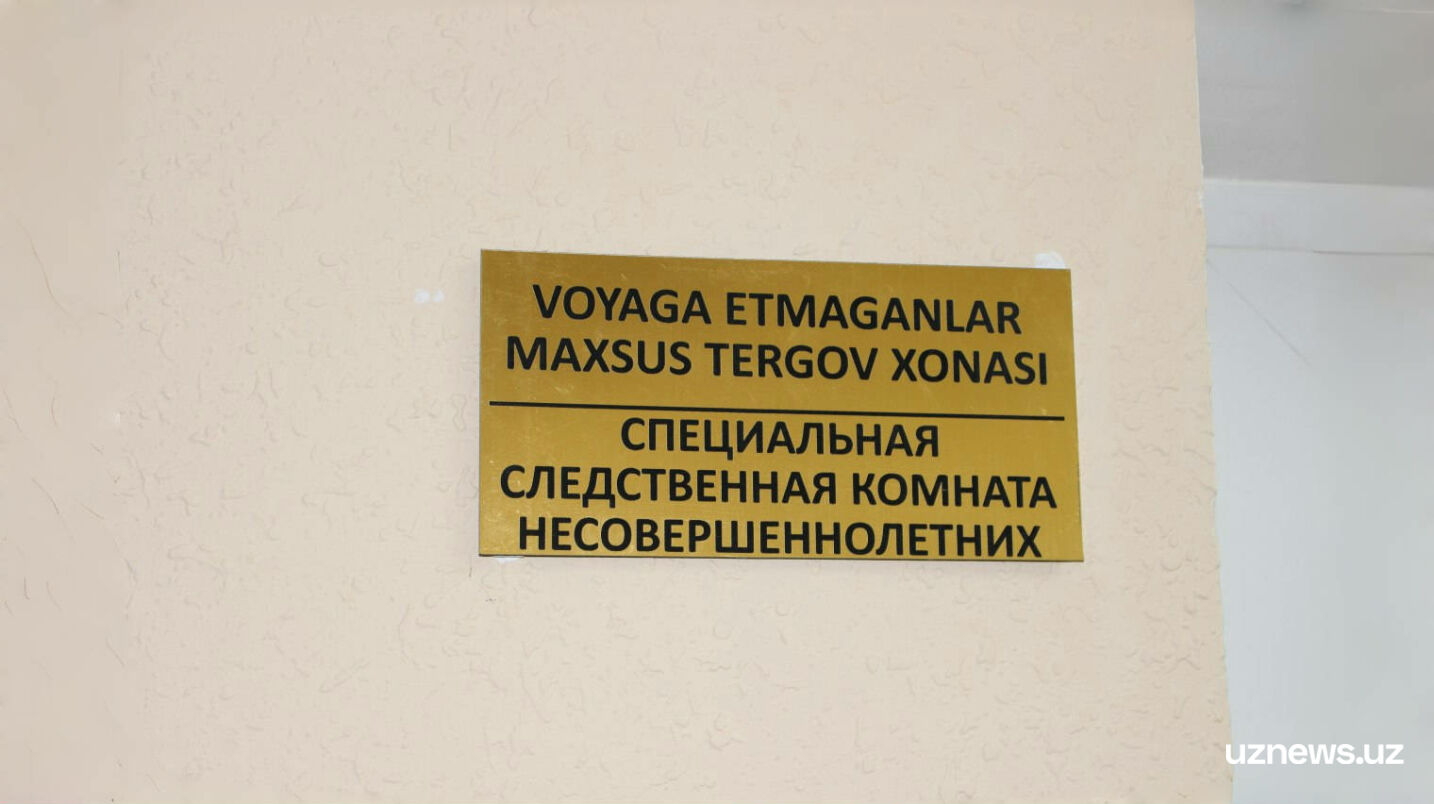 VOYAGA ETMAGANLAR
MAXSUS TERGOV XONASI
СПЕЦИАЛЬНАЯ
СЛЕДСТВЕННАЯ КОМНАТА
НЕСОВЕРШЕННОЛЕТНИХ
uznews.uz